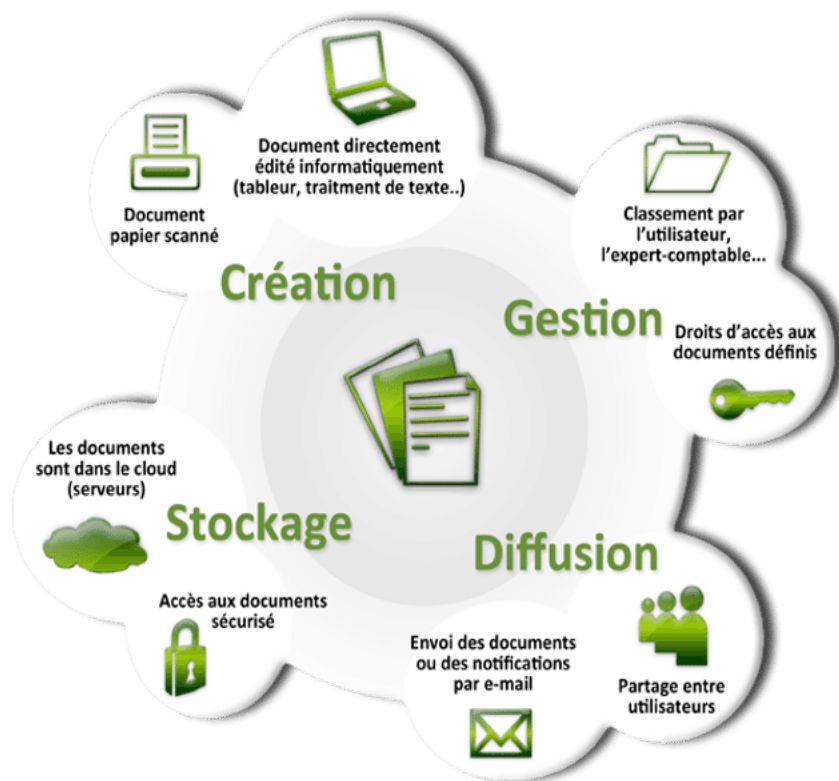 Document directement
édité informatiquement
(tableur, traitement de texte..)
Document
papier scanné
Création
Classement par
l'utilisateur,
l'expert-comptable...
Gestion
Droits d'accès aux
documents définis
Les documents
sont dans le cloud
(serveurs)
Stockage
Accès aux documents
sécurisé
Diffusion
Envoi des documents
ou des notifications
par e-mail
Partage entre
utilisateurs